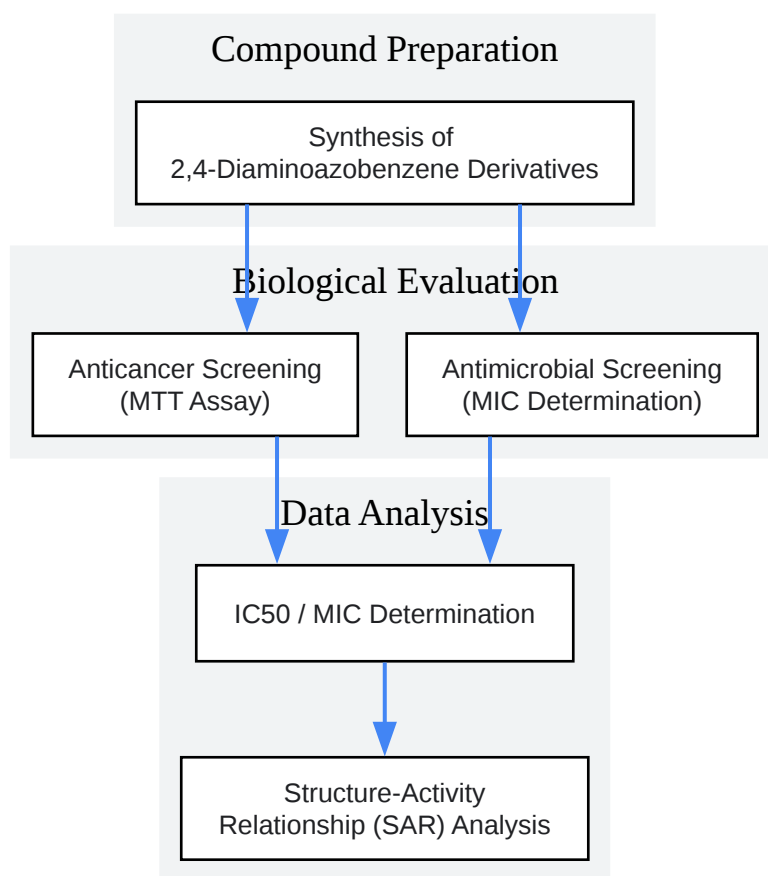 Compound Preparation
Synthesis of
2,4-Diaminoazobenzene Derivatives
Biological Evaluation
Anticancer Screening
(MTT Assay)
Antimicrobial Screening
(MIC Determination)
Data Analysis
IC50 / MIC Determination
Structure-Activity
Relationship (SAR) Analysis